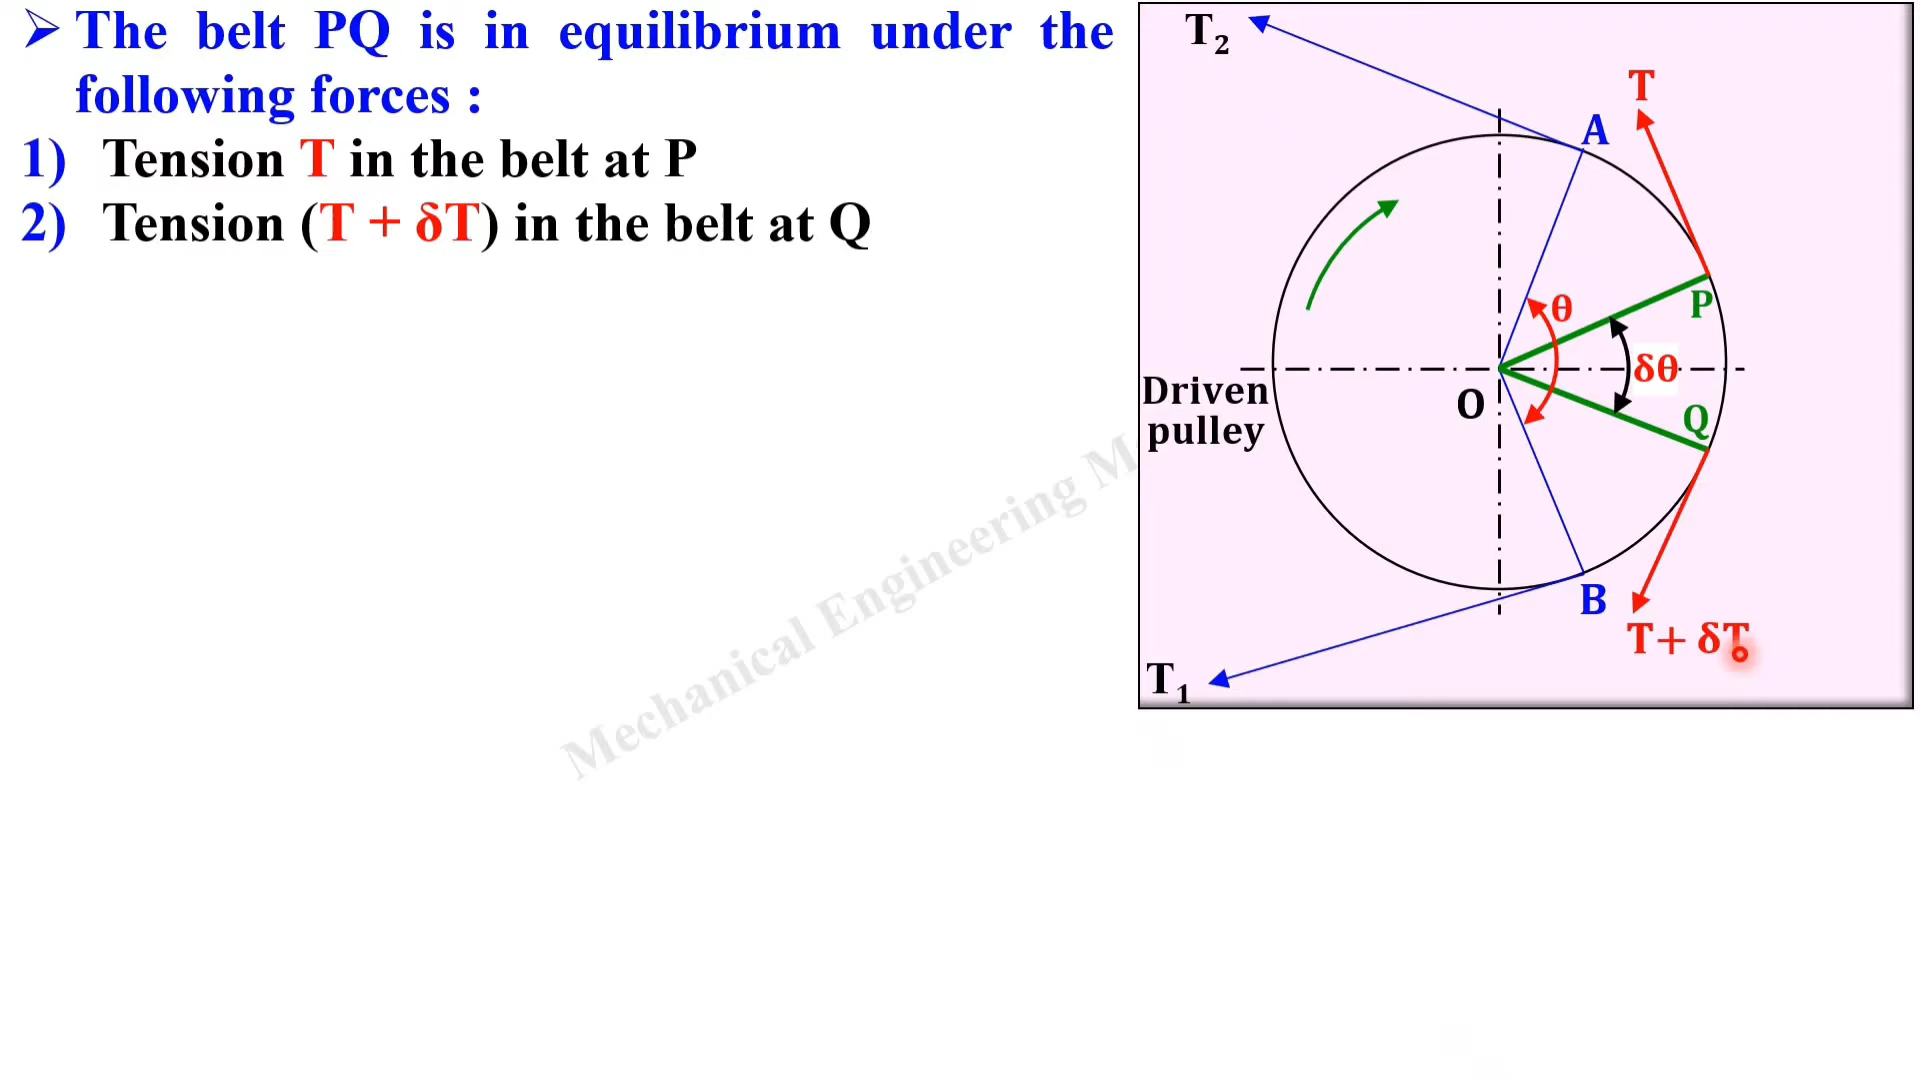 ➢ The belt PQ is in equilibrium under the
following forces :
1) Tension T in the belt at P
2) Tension (T + δT) in the belt at Q
T₂
T
A
θ
P
δθ
Driven
pulley
O
Q
B
T+ δT
T₁
Mechanical Engineering M